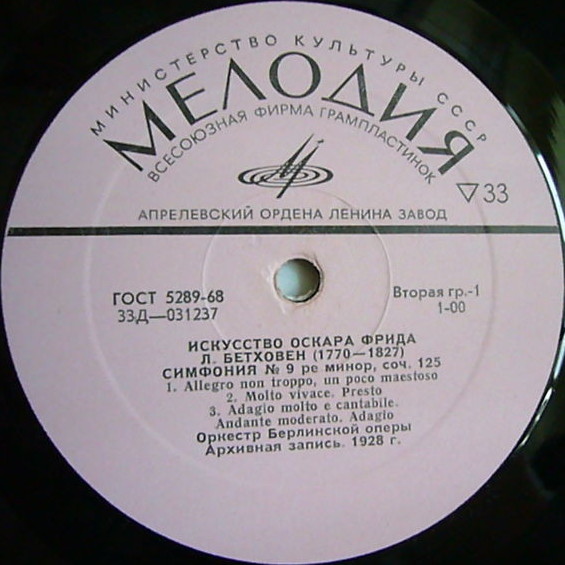 МИНИСТЕРСТВО КУЛЬТУРЫ СССР
МЕЛОДИЯ
ВСЕСОЮЗНАЯ ФИРМА ГРАМПЛАСТИНОК
▽33
АПРЕЛЕВСКИЙ ОРДЕНА ЛЕНИНА ЗАВОД
ГОСТ 5289-68
33Д—031237
Вторая гр.-1
1-00
ИСКУССТВО ОСКАРА ФРИДА
Л. БЕТХОВЕН (1770—1827)
СИМФОНИЯ № 9 ре минор, соч. 125
1. Allegro non troppo, un poco maestoso
2. Molto vivace. Presto
3. Adagio molto e cantabile.
Andante moderato. Adagio
Оркестр Берлинской оперы
Архивная запись. 1928 г.